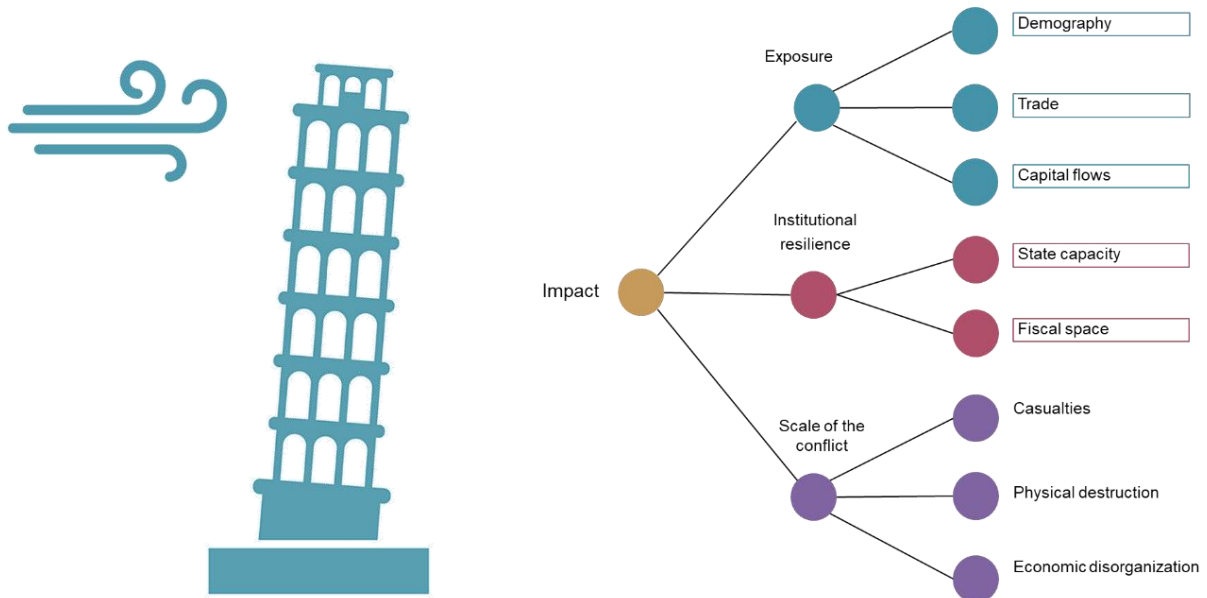 Demography
Exposure
Trade
Capital flows
Institutional
resilience
State capacity
Impact
Fiscal space
Casualties
Scale of the
conflict
Physical destruction
Economic disorganization